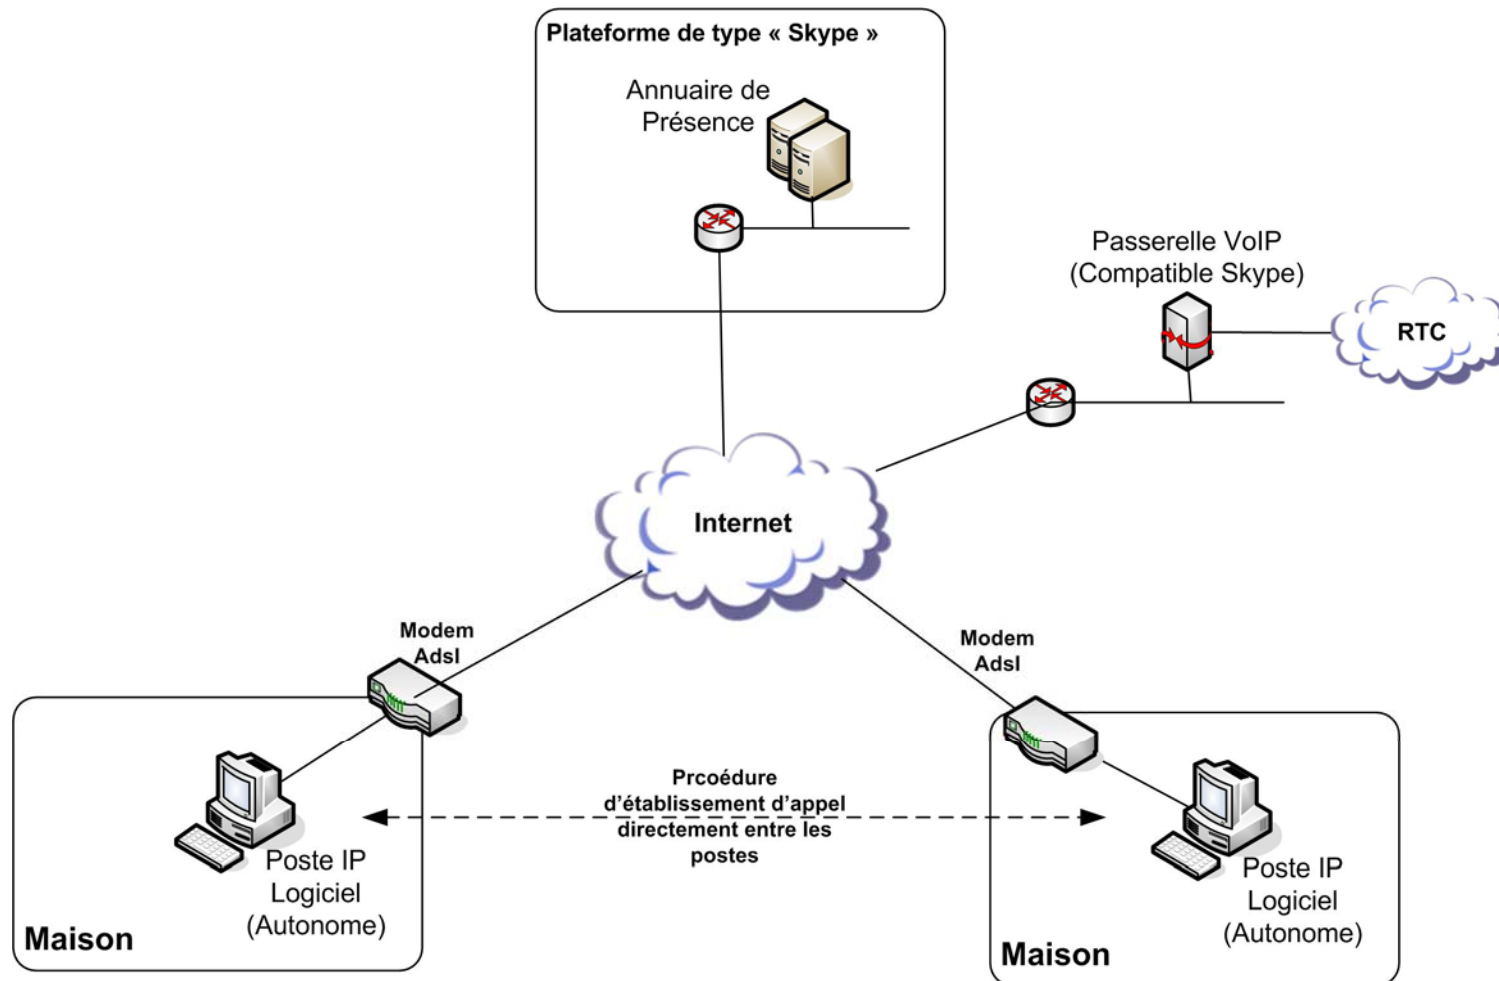 Plateforme de type « Skype »
Annuaire de
Présence
Passerelle VoIP
(Compatible Skype)
RTC
Internet
Modem
Adsl
Modem
Adsl
Prcoédure
d'établissement d'appel
directement entre les
postes
Poste IP
Logiciel
(Autonome)
Maison
Poste IP
Logiciel
(Autonome)
Maison